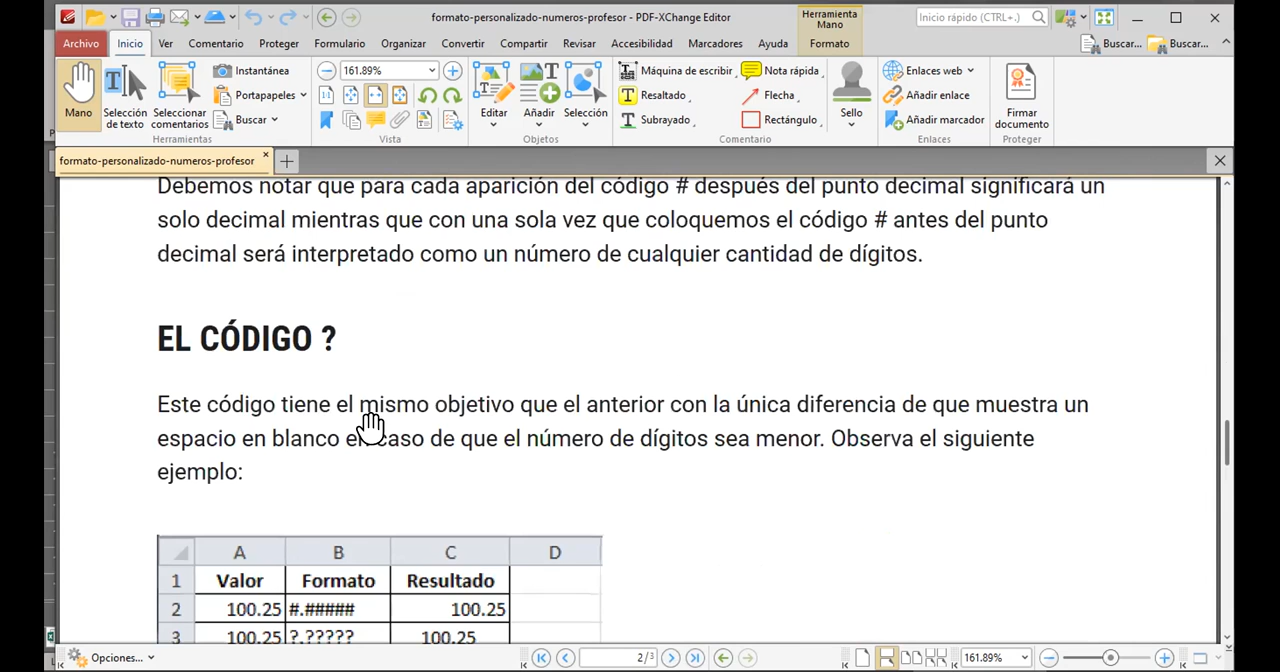 formato-personalizado-numeros-profesor - PDF-XChange Editor
Herramienta
Mano
Inicio rápido (CTRL+.)
Archivo Inicio Ver Comentario Proteger Formulario Organizar Convertir Compartir Revisar Accesibilidad Marcadores Ayuda Formato Buscar... Buscar...
Mano
Selección
de texto
Seleccionar
comentarios
Instantánea
Portapapeles
Buscar
Herramientas
161.89%
Vista
Editar
Añadir
Selección
Objetos
Máquina de escribir
Resaltado
Subrayado
Nota rápida
Flecha
Rectángulo
Comentario
Sello
Enlaces web
Añadir enlace
Añadir marcador
Enlaces
Firmar
documento
Proteger
formato-personalizado-numeros-profesor
Debemos notar que para cada aparición del código # después del punto decimal significará un
solo decimal mientras que con una sola vez que coloquemos el código # antes del punto
decimal será interpretado como un número de cualquier cantidad de dígitos.
EL CÓDIGO ?
Este código tiene el mismo objetivo que el anterior con la única diferencia de que muestra un
espacio en blanco en caso de que el número de dígitos sea menor. Observa el siguiente
ejemplo:
A B C D
1 Valor Formato Resultado
2 100.25 #.##### 100.25
3 100.25 ?.????? 100.25
Opciones... 2/3 161.89%